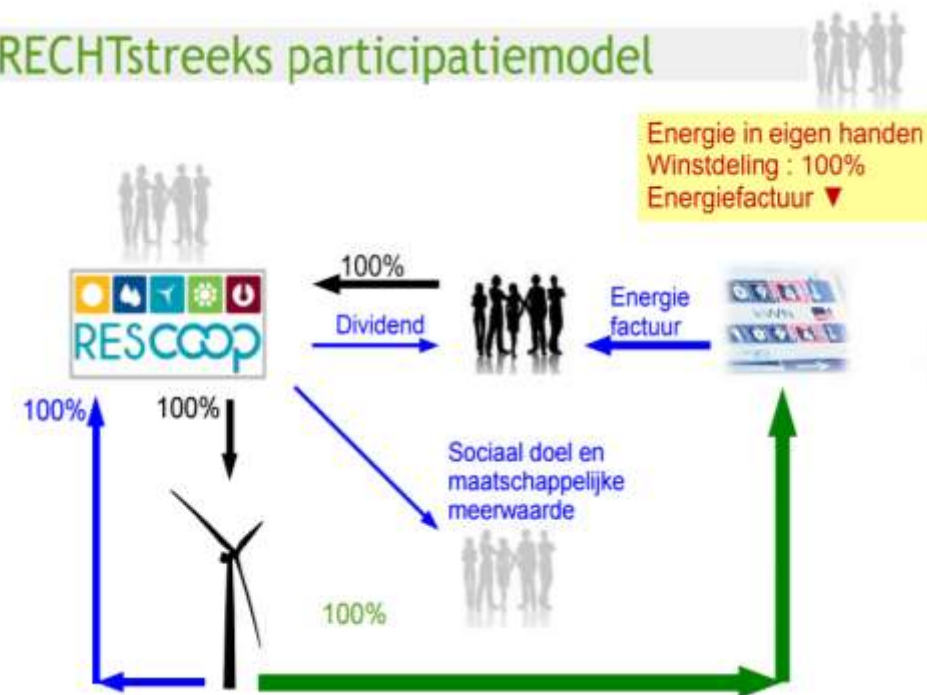 RECHTstreeks participatiemodel
Energie in eigen handen
Winstdeling : 100%
Energiefactuur ▼
100%
RESCOOP
Dividend
Energie
factuur
100%
100%
Sociaal doel en
maatschappelijke
meerwaarde
100%